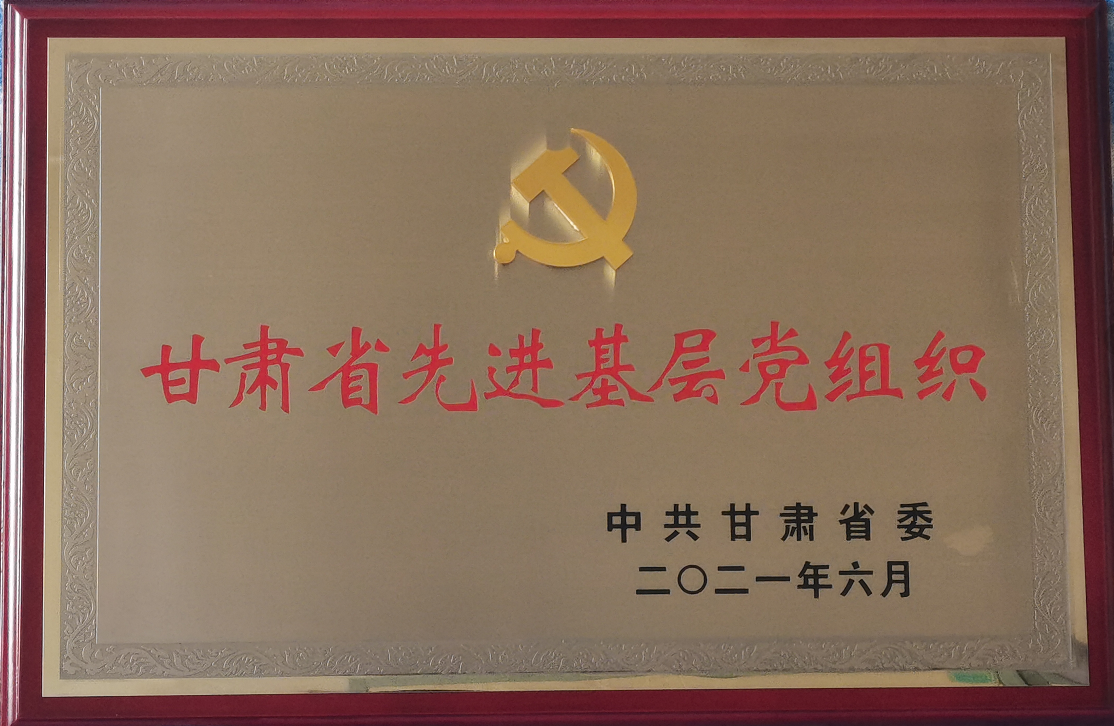 甘肃省先进基层党组织
中共甘肃省委
二〇二一年六月